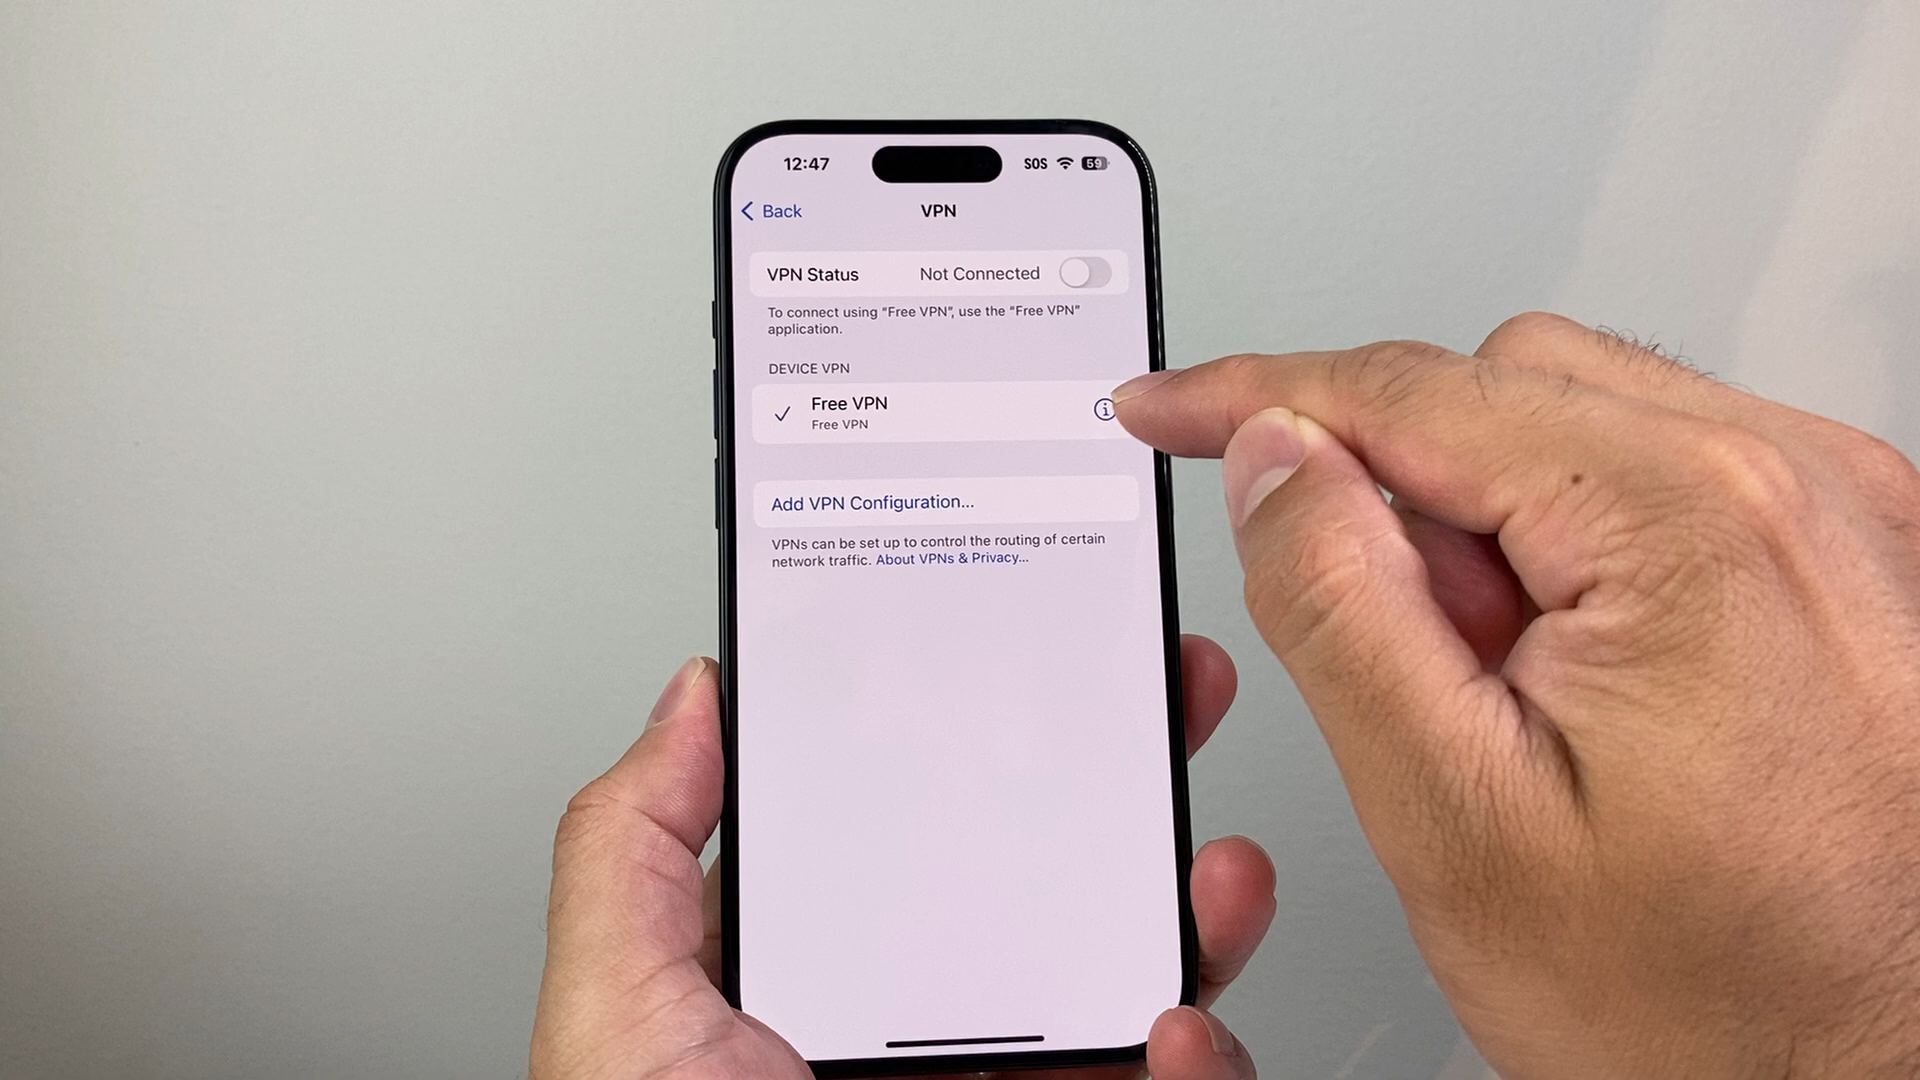 12:47
SOS
59
Back
VPN
VPN Status
Not Connected
To connect using “Free VPN”, use the “Free VPN”
application.
DEVICE VPN
Free VPN
Free VPN
Add VPN Configuration...
VPNs can be set up to control the routing of certain
network traffic. About VPNs & Privacy...